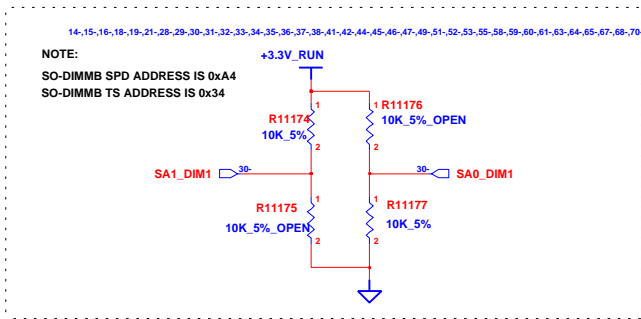 14-,15-,16-,18-,19-,21-,28-,29-,30-,31-,32-,33-,34-,35-,36-,37-,38-,41-,42-,44-,45-,47-,49-,51-,52-,53-,55-,58-,59-,60-,61-,63-,64-,65-,67-,68-,70-
NOTE:
+3.3V_RUN
SO-DIMMB SPD ADDRESS IS 0xA4
SO-DIMMB TS ADDRESS IS 0x34
1
R11174
10K_5%
2
1
R11176
10K_5%_OPEN
2
SA1_DIM1
30-
30-
SA0_DIM1
1
R11175
10K_5%_OPEN
2
1
R11177
10K_5%
2